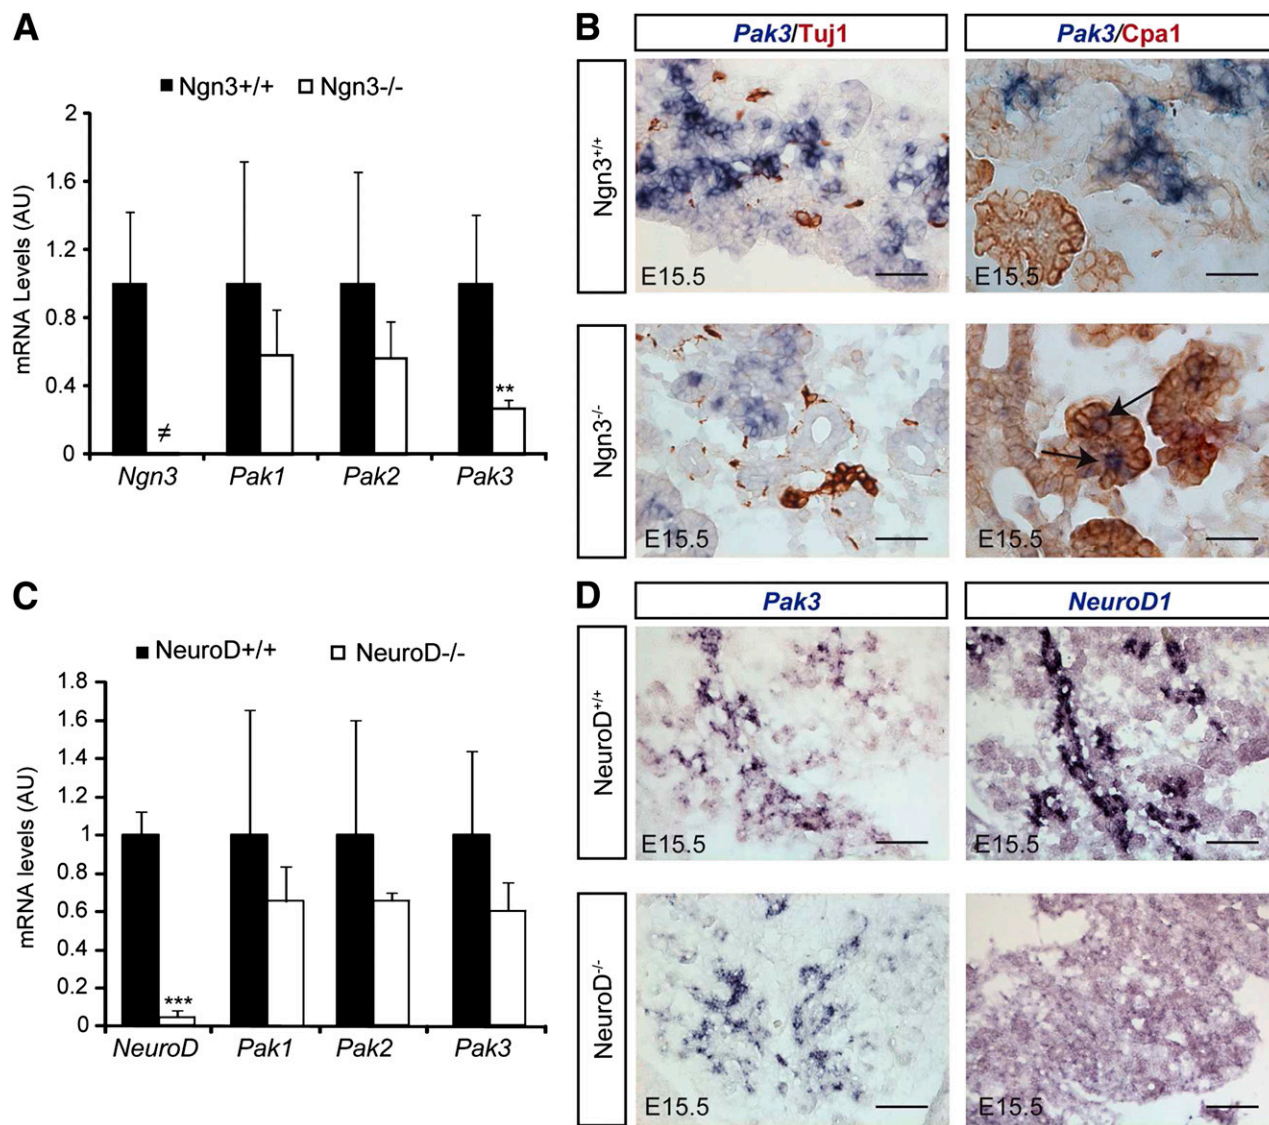 A
Ngn3+/+ Ngn3-/-
mRNA Levels (AU)
2
1.6
1.2
0.8
0.4
0
≠
**
Ngn3 Pak1 Pak2 Pak3
B
Pak3/Tuj1 Pak3/Cpa1
Ngn3+/+
E15.5 E15.5
Ngn3-/-
E15.5 E15.5
C
NeuroD+/+ NeuroD-/-
mRNA levels (AU)
1.8
1.6
1.4
1.2
1
0.8
0.6
0.4
0.2
0
***
NeuroD Pak1 Pak2 Pak3
D
Pak3 NeuroD1
NeuroD+/+
E15.5 E15.5
NeuroD-/-
E15.5 E15.5